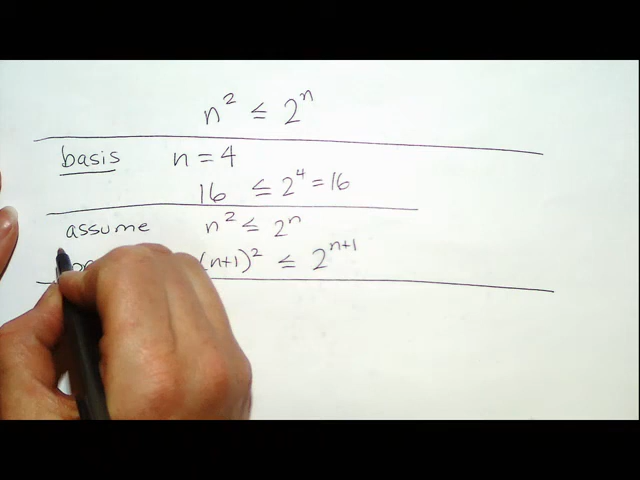 n² ≤ 2ⁿ
basis n = 4
16 ≤ 2⁴ = 16
assume n² ≤ 2ⁿ
(n+1)² ≤ 2ⁿ⁺¹